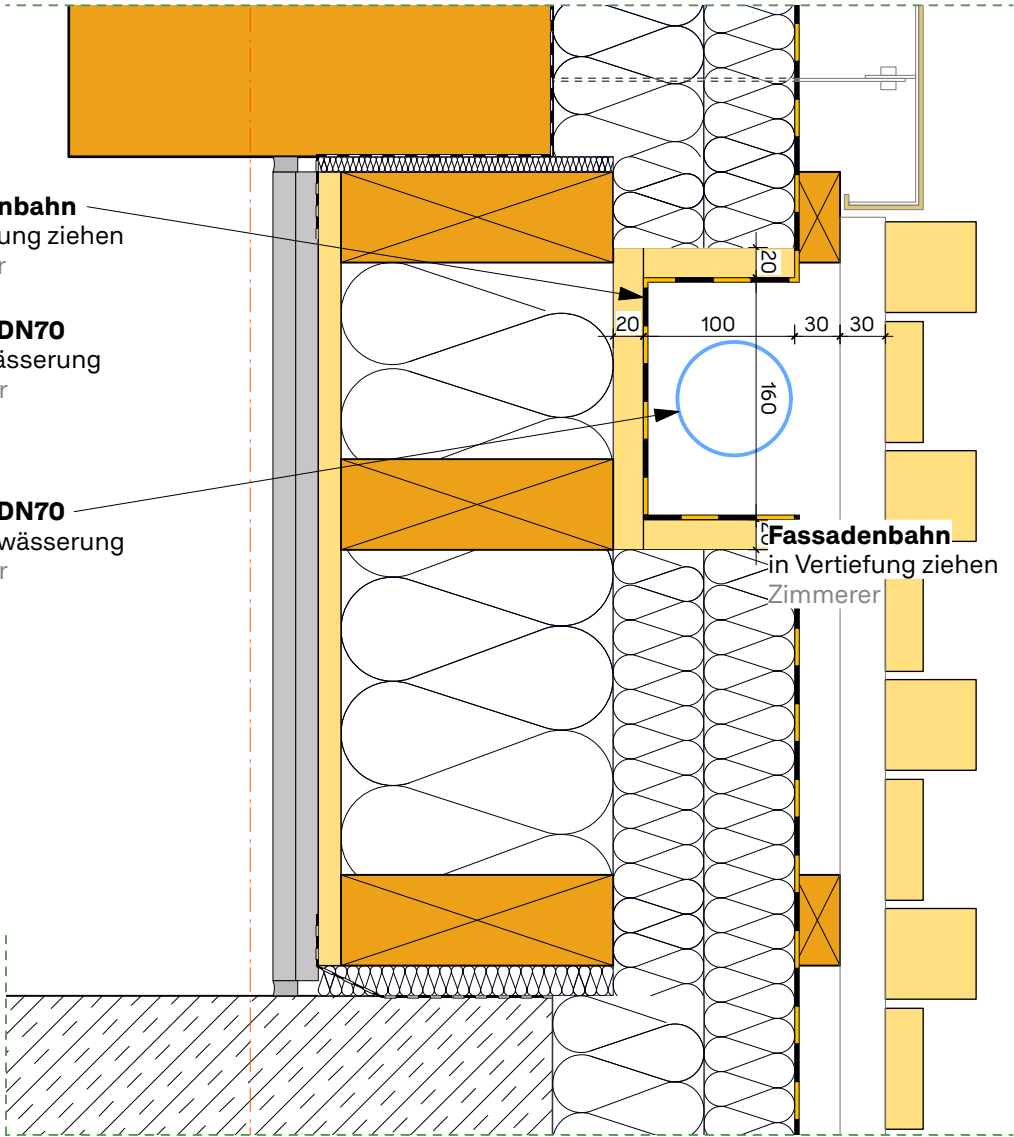 nbahn
ung ziehen
r
DN70
ässerung
r
DN70
wässerung
r
20
20
100
30
30
160
Fassadenbahn
in Vertiefung ziehen
Zimmerer